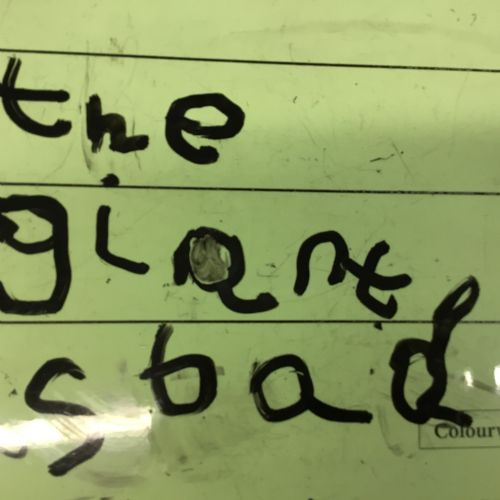 the
giant
sbad
Colour